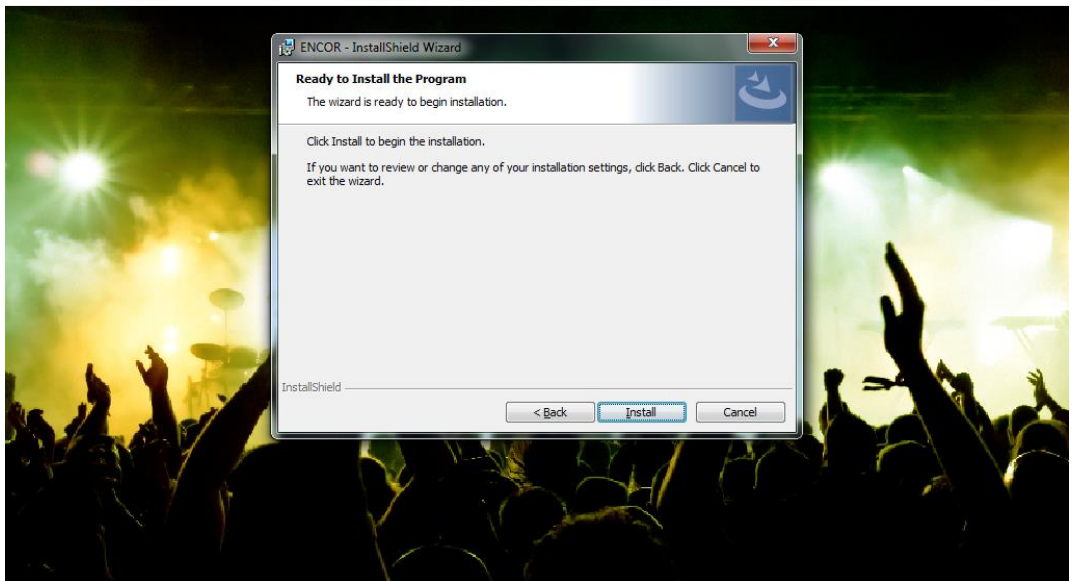 ENCOR - InstallShield Wizard
Ready to Install the Program
The wizard is ready to begin installation.
Click Install to begin the installation.
If you want to review or change any of your installation settings, click Back. Click Cancel to
exit the wizard.
InstallShield
< Back Install Cancel